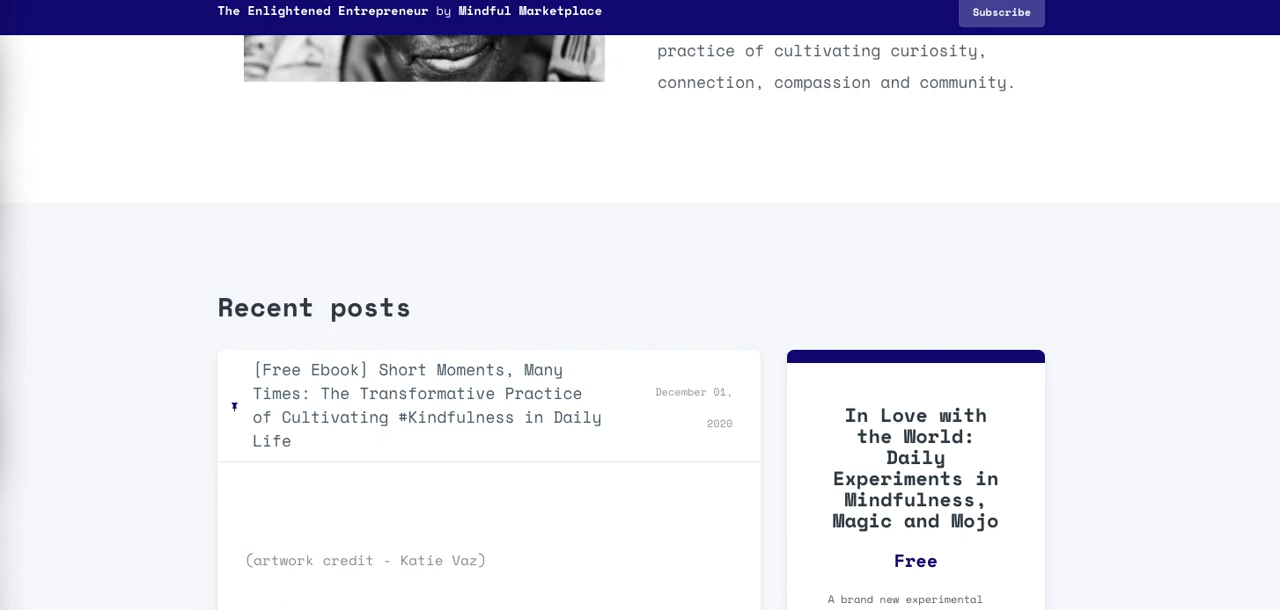 The Enlightened Entrepreneur by Mindful Marketplace
Subscribe
practice of cultivating curiosity,
connection, compassion and community.
Recent posts
[Free Ebook] Short Moments, Many
Times: The Transformative Practice
of Cultivating #Kindfulness in Daily
Life
December 01,
2020
(artwork credit - Katie Vaz)
In Love with
the World:
Daily
Experiments in
Mindfulness,
Magic and Mojo
Free
A brand new experimental